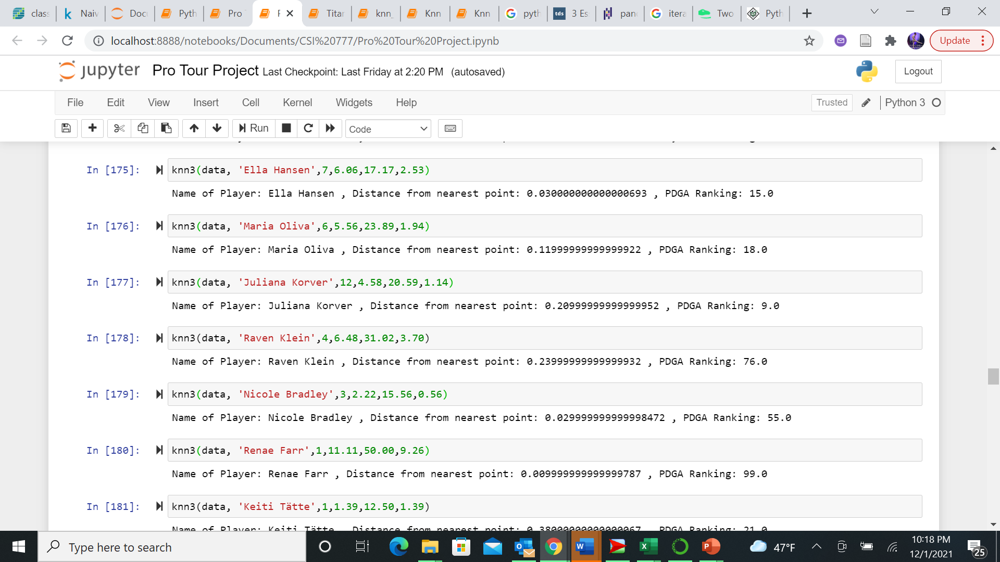 class
Naiv
Doc
Pyth
Pro
Titar
knn_
Knn
Knn
pyth
tds
3 Es
pan
itera
Two
Pyth
localhost:8888/notebooks/Documents/CSI%20777/Pro%20Tour%20Project.ipynb
Update
jupyter Pro Tour Project Last Checkpoint: Last Friday at 2:20 PM (autosaved)
Logout
File Edit View Insert Cell Kernel Widgets Help
Trusted
Python 3
Run
Code
In [175]: knn3(data, 'Ella Hansen',7,6.06,17.17,2.53)
Name of Player: Ella Hansen , Distance from nearest point: 0.030000000000000693 , PDGA Ranking: 15.0
In [176]: knn3(data, 'Maria Oliva',6,5.56,23.89,1.94)
Name of Player: Maria Oliva , Distance from nearest point: 0.11999999999999922 , PDGA Ranking: 18.0
In [177]: knn3(data, 'Juliana Korver',12,4.58,20.59,1.14)
Name of Player: Juliana Korver , Distance from nearest point: 0.20999999999999952 , PDGA Ranking: 9.0
In [178]: knn3(data, 'Raven Klein',4,6.48,31.02,3.70)
Name of Player: Raven Klein , Distance from nearest point: 0.23999999999999932 , PDGA Ranking: 76.0
In [179]: knn3(data, 'Nicole Bradley',3,2.22,15.56,0.56)
Name of Player: Nicole Bradley , Distance from nearest point: 0.029999999999998472 , PDGA Ranking: 55.0
In [180]: knn3(data, 'Renae Farr',1,11.11,50.00,9.26)
Name of Player: Renae Farr , Distance from nearest point: 0.009999999999999787 , PDGA Ranking: 99.0
In [181]: knn3(data, 'Keiti Tätte',1,1.39,12.50,1.39)
Name of Player: Keiti Tätte , Distance from nearest point: 0.38000000000000067 , PDGA Ranking: 21.0
Type here to search
47°F
10:18 PM
12/1/2021
25